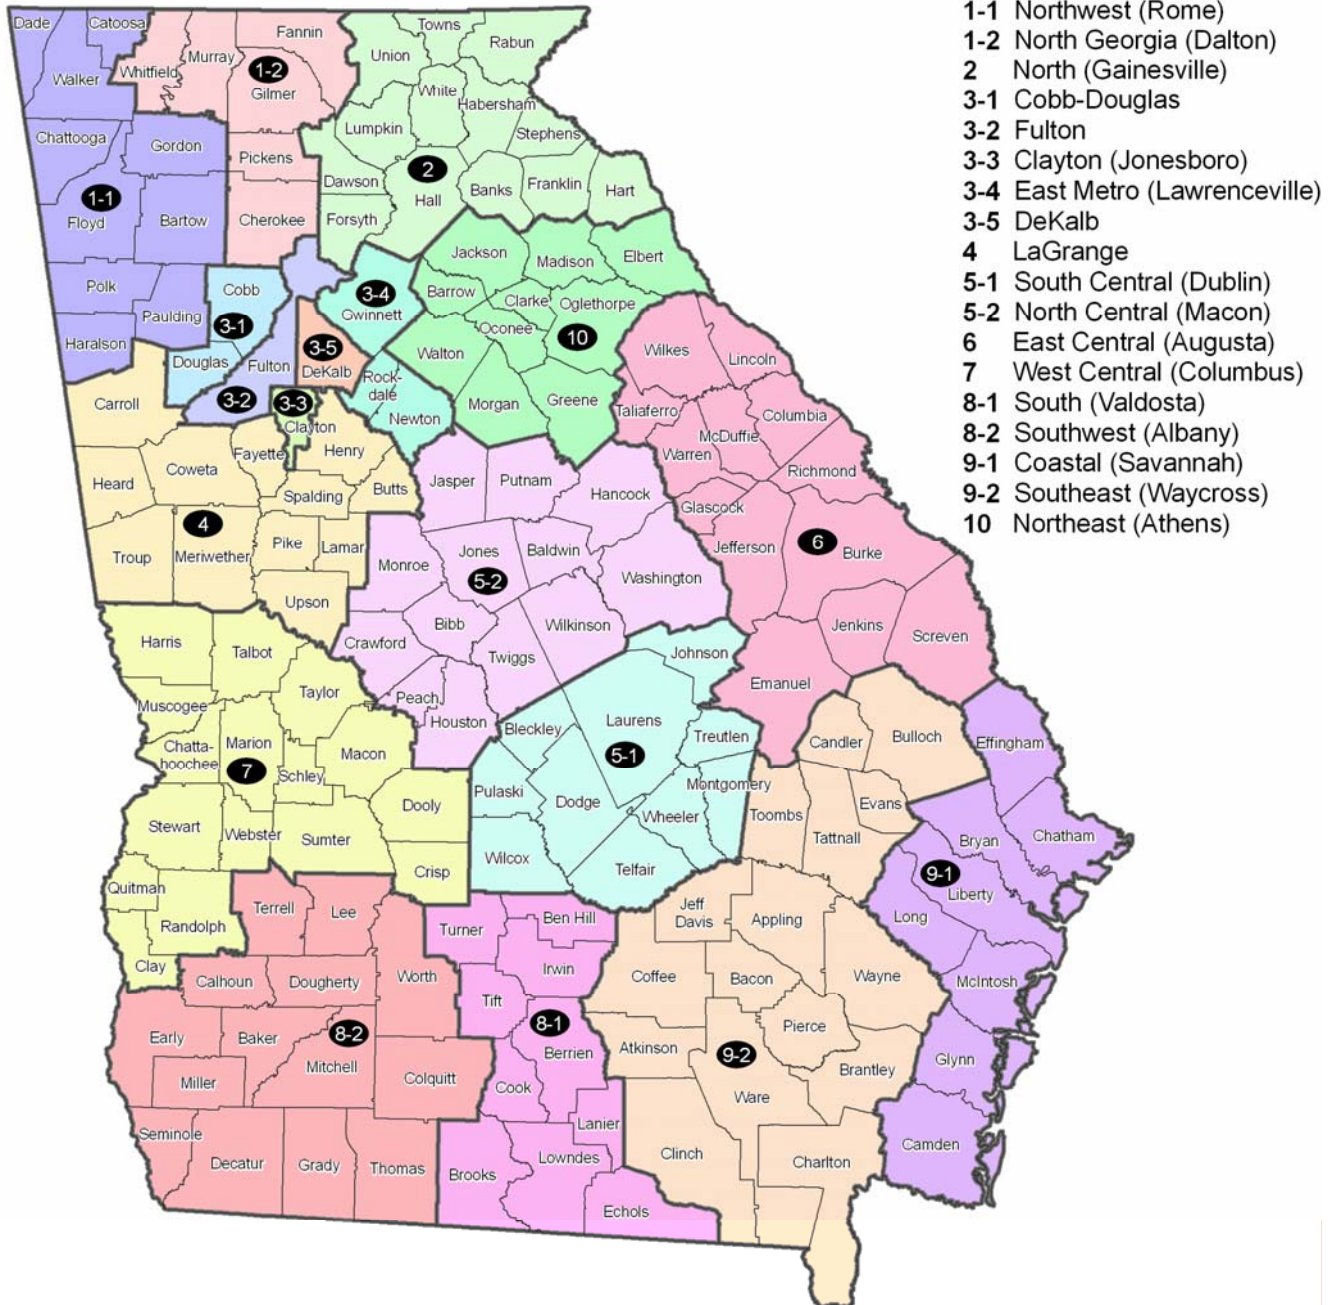 1-1 Northwest (Rome)
1-2 North Georgia (Dalton)
2 North (Gainesville)
3-1 Cobb-Douglas
3-2 Fulton
3-3 Clayton (Jonesboro)
3-4 East Metro (Lawrenceville)
3-5 DeKalb
4 LaGrange
5-1 South Central (Dublin)
5-2 North Central (Macon)
6 East Central (Augusta)
7 West Central (Columbus)
8-1 South (Valdosta)
8-2 Southwest (Albany)
9-1 Coastal (Savannah)
9-2 Southeast (Waycross)
10 Northeast (Athens)
Dade
Catoosa
Walker
Chattooga
Gordon
1-1
Floyd
Bartow
Polk
Paulding
Haralson
Whitfield
Murray
Fannin
1-2
Gilmer
Pickens
Cherokee
Towns
Union
Rabun
White
Habersham
Lumpkin
Stephens
2
Dawson
Hall
Banks
Franklin
Hart
Forsyth
Cobb
3-1
Douglas
Fulton
3-2
3-3
Clayton
3-4
Gwinnett
Rock-
dale
Newton
3-5
DeKalb
Jackson
Madison
Elbert
Barrow
Clarke
Oglethorpe
Oconee
10
Walton
Morgan
Greene
Carroll
Coweta
Fayette
Henry
Heard
Spalding
Butts
4
Troup
Meriwether
Pike
Lamar
Upson
Jasper
Putnam
Hancock
Monroe
Jones
Baldwin
5-2
Washington
Bibb
Wilkinson
Crawford
Twiggs
Peach
Houston
Wilkes
Lincoln
Taliaferro
Columbia
McDuffie
Warren
Richmond
Glascock
Jefferson
6
Burke
Jenkins
Screven
Emanuel
Johnson
Laurens
Bleckley
Treutlen
5-1
Montgomery
Pulaski
Dodge
Wheeler
Wilcox
Telfair
Harris
Talbot
Taylor
Muscogee
Chatta-
hoochee
Marion
Macon
7
Schley
Dooly
Stewart
Webster
Sumter
Crisp
Quitman
Randolph
Clay
Terrell
Lee
Calhoun
Dougherty
Worth
Early
Baker
8-2
Mitchell
Miller
Colquitt
Seminole
Decatur
Grady
Thomas
Turner
Ben Hill
Irwin
Tift
8-1
Berrien
Cook
Lanier
Brooks
Lowndes
Echols
Candler
Bulloch
Toombs
Evans
Tattnall
Jeff
Davis
Appling
Coffee
Bacon
Wayne
Pierce
Atkinson
9-2
Brantley
Ware
Clinch
Charlton
Effingham
Bryan
Chatham
9-1
Liberty
Long
McIntosh
Glynn
Camden